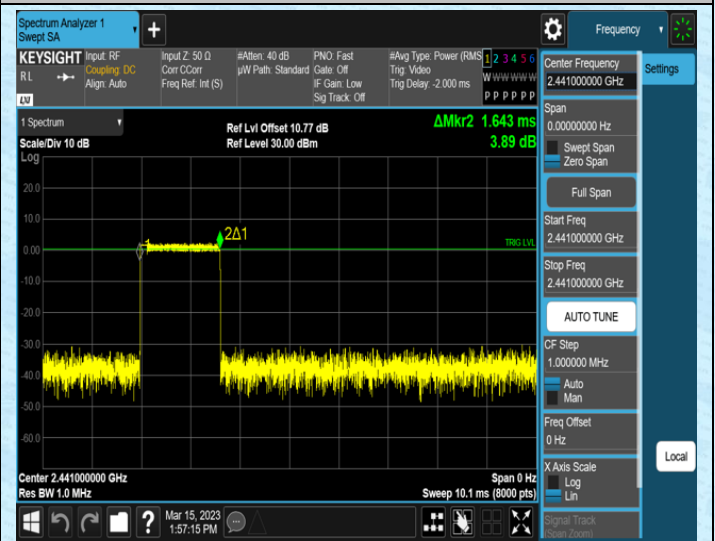 Spectrum Analyzer 1
Swept SA
+
Frequency
KEYSIGHT
RL
LXI
Input: RF
Coupling: DC
Align: Auto
Input Z: 50 Ω
Corr CCorr
Freq Ref: Int (S)
#Atten: 40 dB
µW Path: Standard
PNO: Fast
Gate: Off
IF Gain: Low
Sig Track: Off
#Avg Type: Power (RMS
Trig: Video
Trig Delay: -2.000 ms
1 2 3 4 5 6
W W W W W W
P P P P P P
1 Spectrum
Scale/Div 10 dB
Log
Ref Lvl Offset 10.77 dB
Ref Level 30.00 dBm
ΔMkr2 1.643 ms
3.89 dB
20.0
10.0
0.00
-10.0
-20.0
-30.0
-40.0
-50.0
-60.0
1
2Δ1
TRIG LVL
Center 2.441000000 GHz
Res BW 1.0 MHz
Span 0 Hz
Sweep 10.1 ms (8000 pts)
Center Frequency
2.441000000 GHz
Span
0.00000000 Hz
Swept Span
Zero Span
Full Span
Start Freq
2.441000000 GHz
Stop Freq
2.441000000 GHz
AUTO TUNE
CF Step
1.000000 MHz
Auto
Man
Freq Offset
0 Hz
X Axis Scale
Log
Lin
Signal Track
(Span Zoom)
Settings
Local
?
Mar 15, 2023
1:57:15 PM